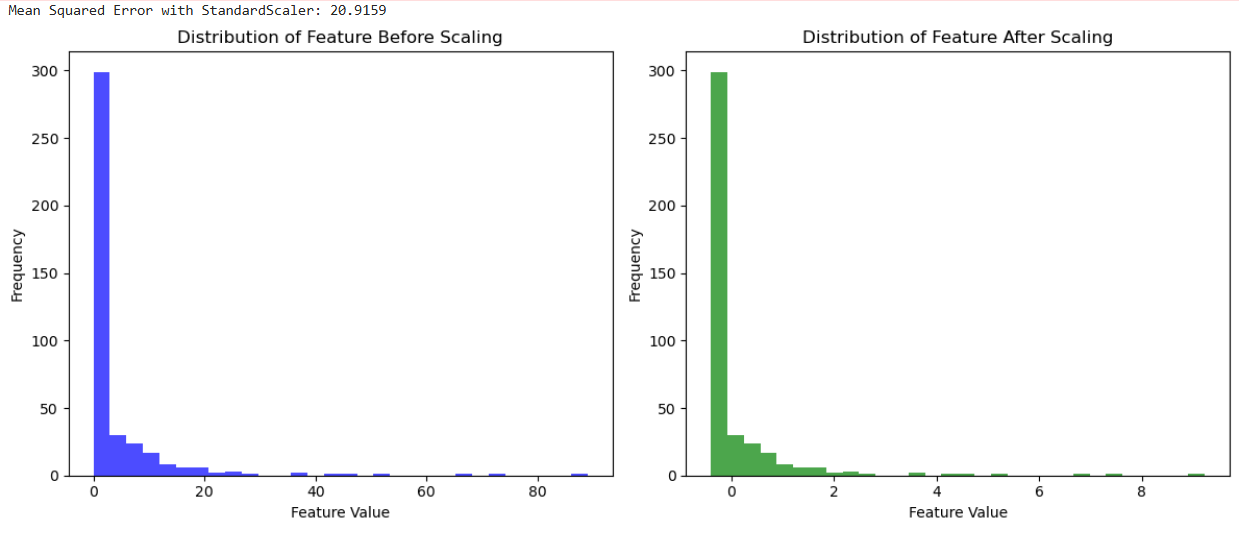 Mean Squared Error with StandardScaler: 20.9159
Distribution of Feature Before Scaling
300
250
200
150
100
50
0
Frequency
0 20 40 60 80
Feature Value
Distribution of Feature After Scaling
300
250
200
150
100
50
0
Frequency
0 2 4 6 8
Feature Value